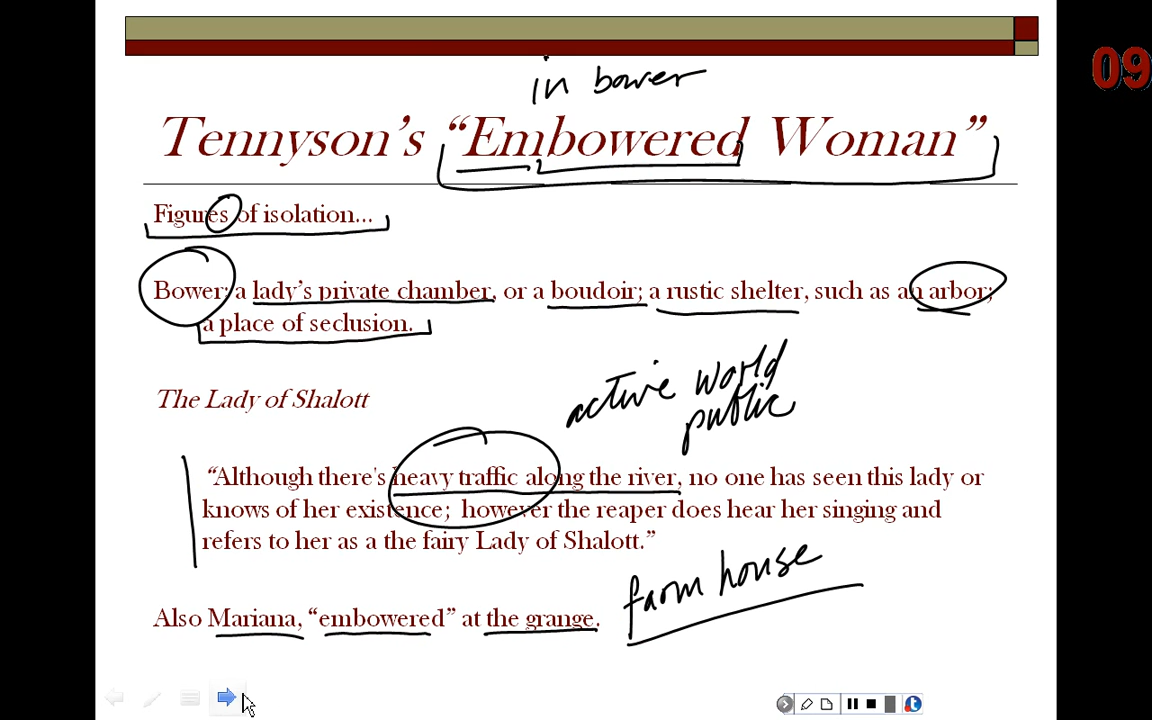 09
in bower
Tennyson's “Embowered Woman”
Figures of isolation...
Bower: a lady's private chamber, or a boudoir; a rustic shelter, such as an arbor;
a place of seclusion.
active world
public
The Lady of Shalott
“Although there's heavy traffic along the river, no one has seen this lady or
knows of her existence; however the reaper does hear her singing and
refers to her as a the fairy Lady of Shalott.”
farm house
Also Mariana, “embowered” at the grange.